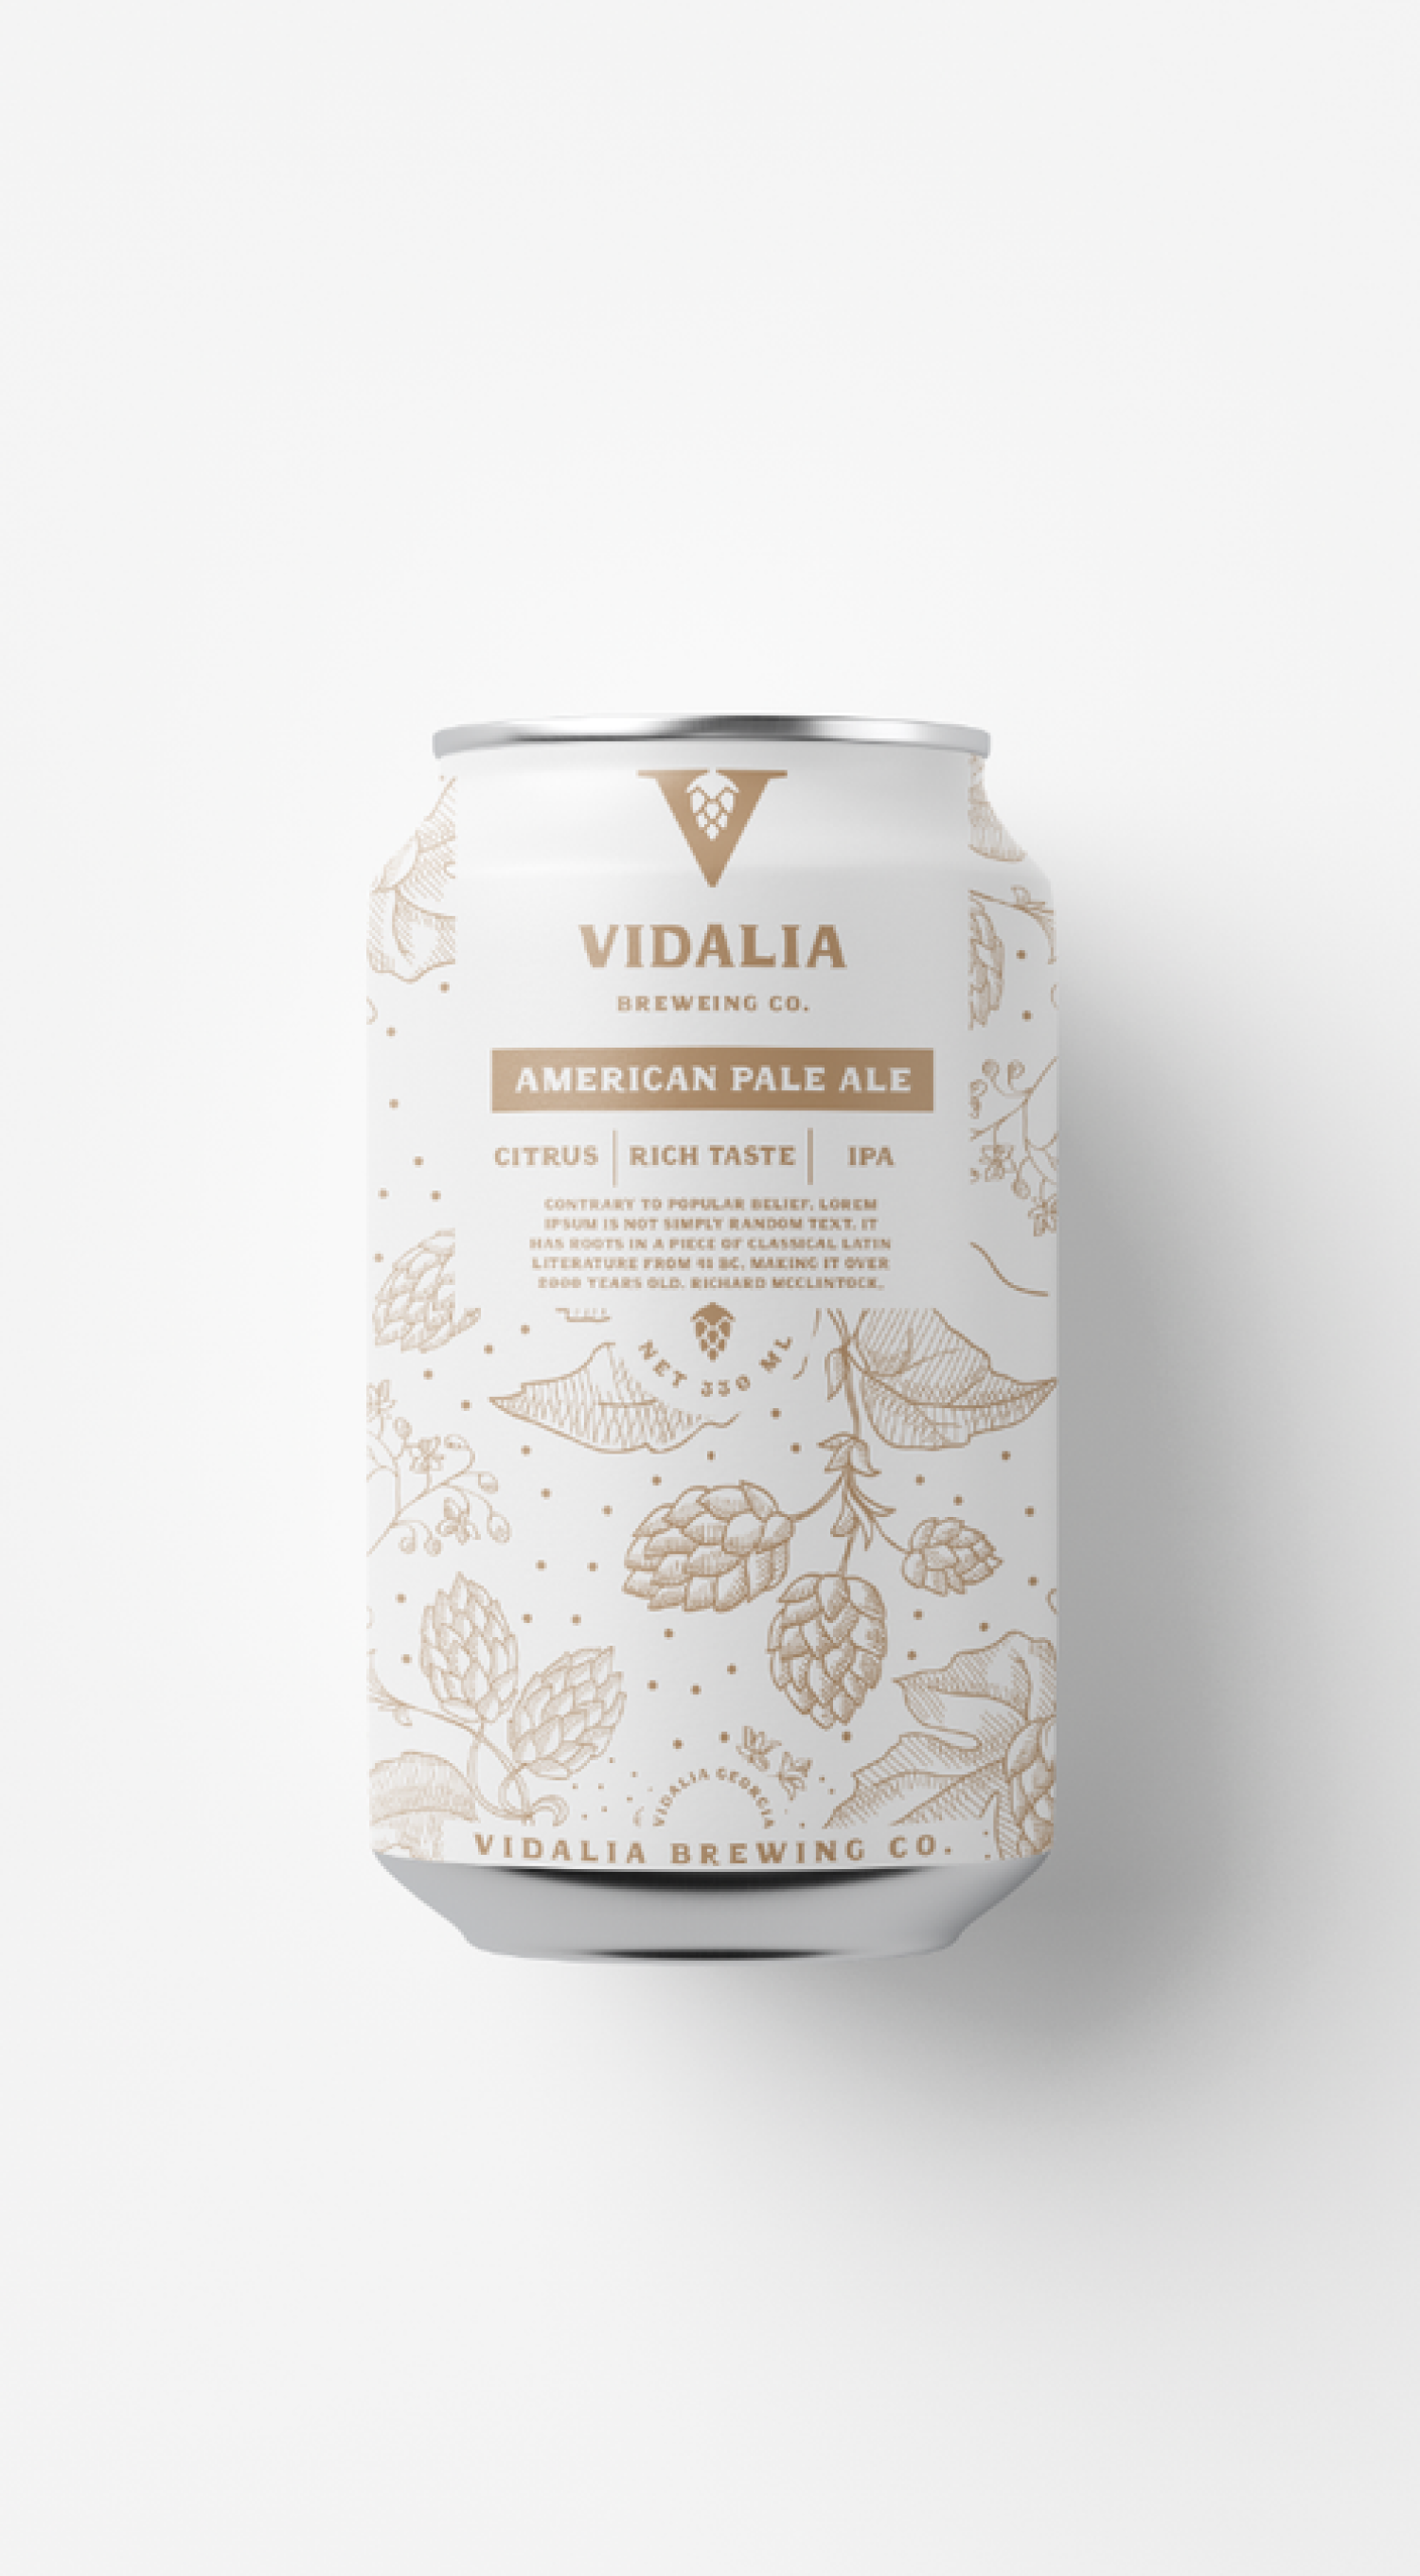 V
VIDALIA
BREWEING CO.
AMERICAN PALE ALE
CITRUS | RICH TASTE | IPA
CONTRARY TO POPULAR BELIEF, LOREM
IPSUM IS NOT SIMPLY RANDOM TEXT. IT
HAS ROOTS IN A PIECE OF CLASSICAL LATIN
LITERATURE FROM 45 BC, MAKING IT OVER
2000 YEARS OLD. RICHARD MCCLINTOCK,
NET 330 ML
VIDALIA GEORGIA
VIDALIA BREWING CO.